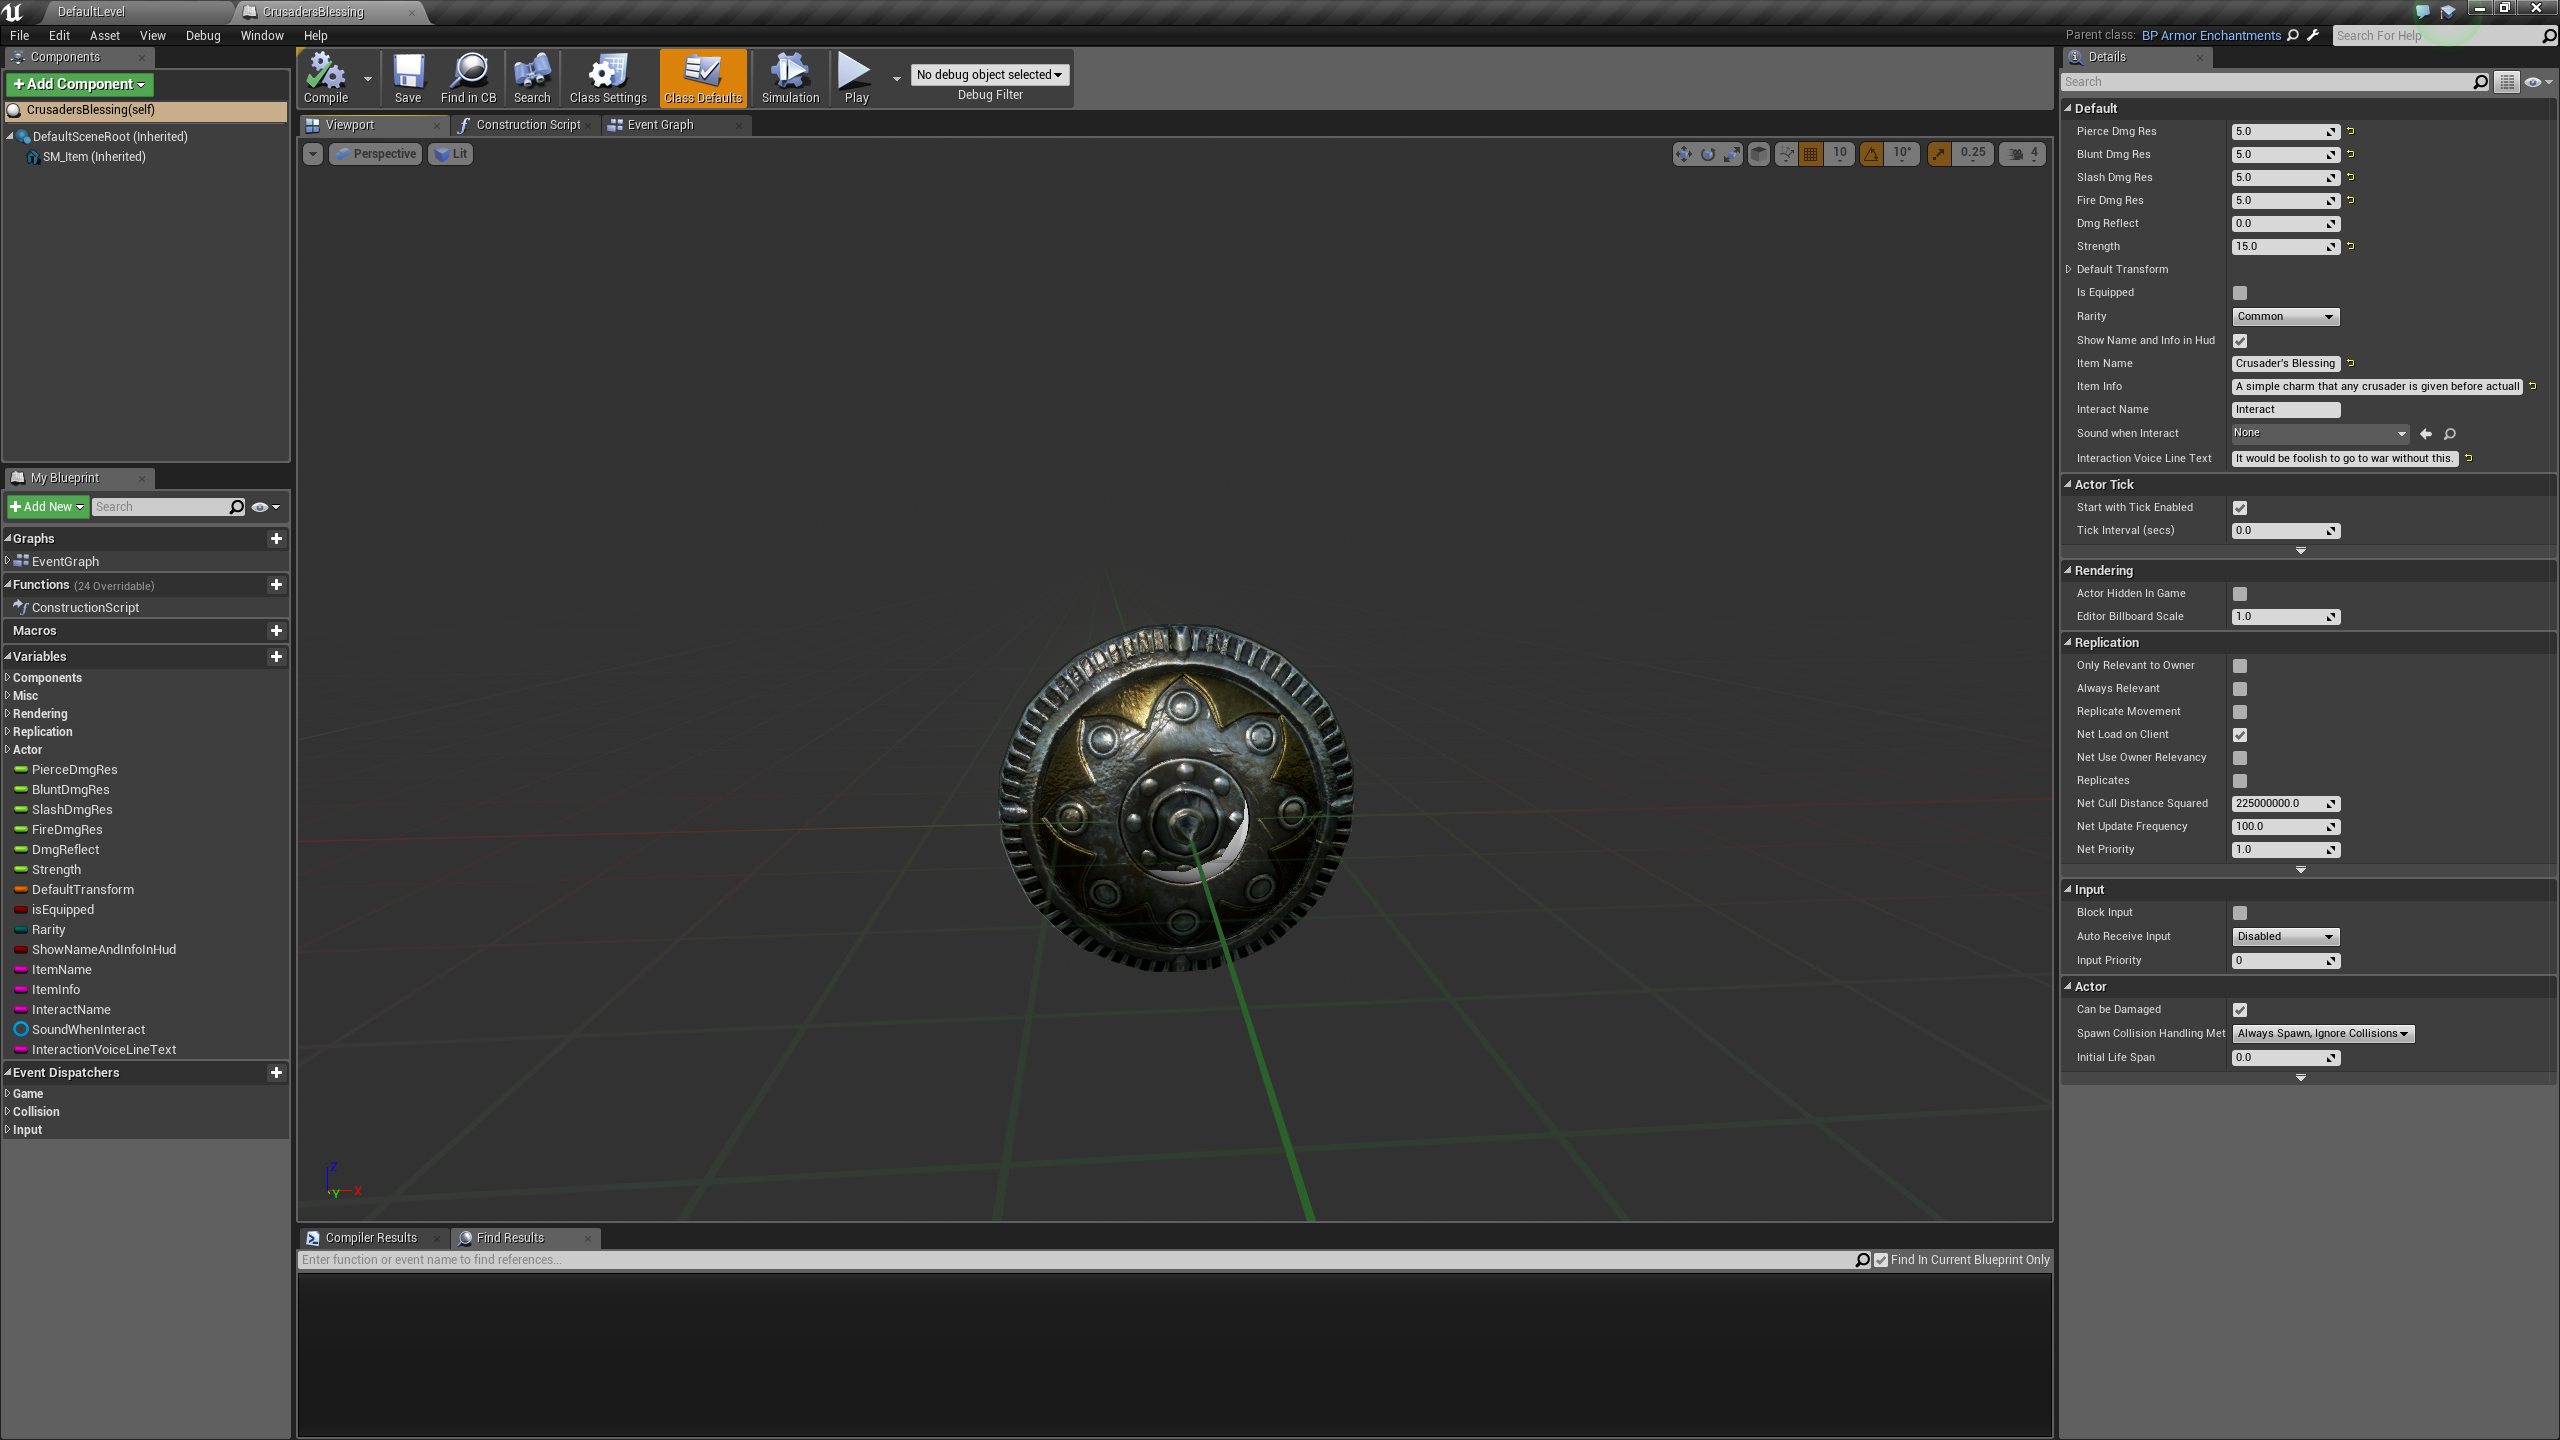 DefaultLevel
CrusadersBlessing
File Edit Asset View Debug Window Help
Parent class: BP Armor Enchantments
Search For Help
Components
+Add Component
CrusadersBlessing(self)
DefaultSceneRoot (Inherited)
SM_Item (Inherited)
My Blueprint
+Add New
Search
Graphs
EventGraph
Functions (24 Overridable)
ConstructionScript
Macros
Variables
Components
Misc
Rendering
Replication
Actor
PierceDmgRes
BluntDmgRes
SlashDmgRes
FireDmgRes
DmgReflect
Strength
DefaultTransform
isEquipped
Rarity
ShowNameAndInfoInHud
ItemName
ItemInfo
InteractName
SoundWhenInteract
InteractionVoiceLineText
Event Dispatchers
Game
Collision
Input
Compile
Save
Find in CB
Search
Class Settings
Class Defaults
Simulation
Play
No debug object selected
Debug Filter
Viewport
Construction Script
Event Graph
Perspective
Lit
10
10°
0.25
4
Z
Y
X
Compiler Results
Find Results
Enter function or event name to find references...
Find In Current Blueprint Only
Details
Search
Default
Pierce Dmg Res 5.0
Blunt Dmg Res 5.0
Slash Dmg Res 5.0
Fire Dmg Res 5.0
Dmg Reflect 0.0
Strength 15.0
Default Transform
Is Equipped
Rarity Common
Show Name and Info in Hud
Item Name Crusader's Blessing
Item Info A simple charm that any crusader is given before actuall
Interact Name Interact
Sound when Interact None
Interaction Voice Line Text It would be foolish to go to war without this.
Actor Tick
Start with Tick Enabled
Tick Interval (secs) 0.0
Rendering
Actor Hidden In Game
Editor Billboard Scale 1.0
Replication
Only Relevant to Owner
Always Relevant
Replicate Movement
Net Load on Client
Net Use Owner Relevancy
Replicates
Net Cull Distance Squared 225000000.0
Net Update Frequency 100.0
Net Priority 1.0
Input
Block Input
Auto Receive Input Disabled
Input Priority 0
Actor
Can be Damaged
Spawn Collision Handling Met Always Spawn, Ignore Collisions
Initial Life Span 0.0